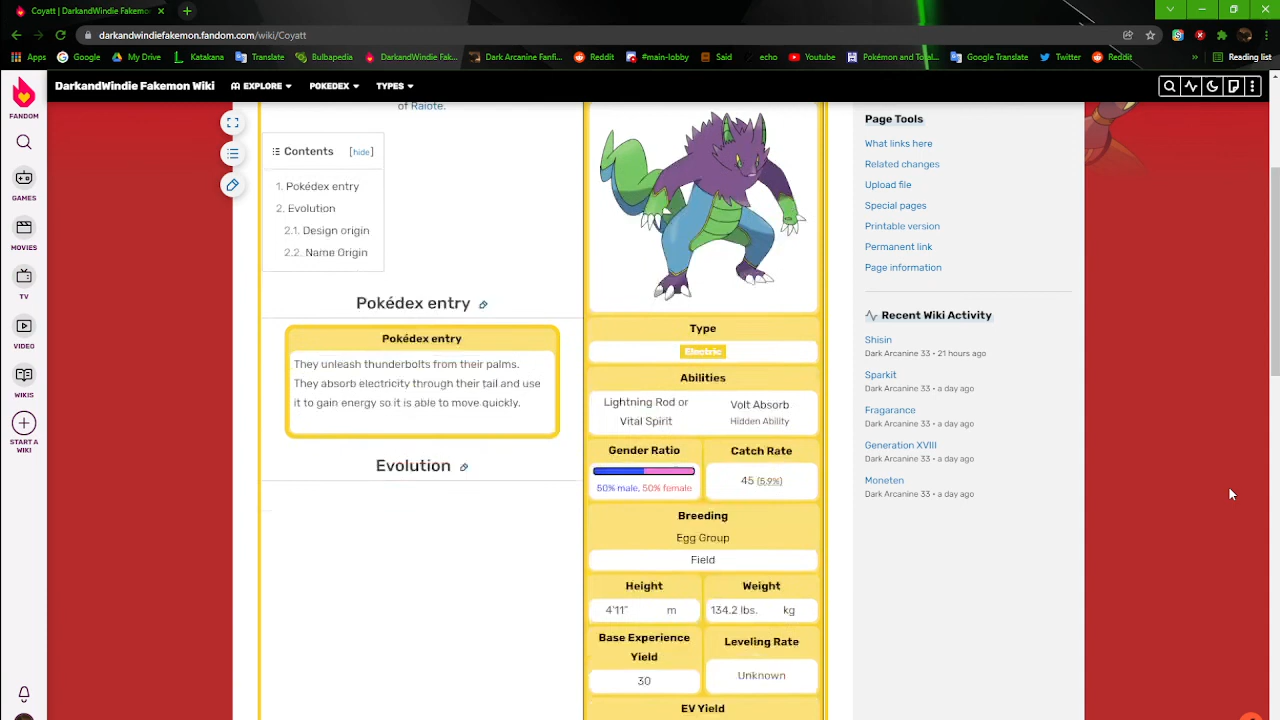 Coyatt | DarkandWindie Fakemo
darkandwindiefakemon.fandom.com/wiki/Coyatt
Apps
Google
My Drive
Katakana
Translate
Bulbapedia
DarkandWindie Fak...
Dark Arcanine Fanfi...
Reddit
#main-lobby
Said
echo
Youtube
Pokémon and Total...
Google Translate
Twitter
Reddit
»
Reading list
DarkandWindie Fakemon Wiki
EXPLORE
POKEDEX
TYPES
FANDOM
GAMES
MOVIES
TV
VIDEO
WIKIS
START A
WIKI
of Raiote.
Contents [hide]
1. Pokédex entry
2. Evolution
2.1. Design origin
2.2. Name Origin
Pokédex entry
Pokédex entry
They unleash thunderbolts from their palms.
They absorb electricity through their tail and use
it to gain energy so it is able to move quickly.
Evolution
Type
Electric
Abilities
Lightning Rod or
Vital Spirit
Volt Absorb
Hidden Ability
Gender Ratio
50% male, 50% female
Catch Rate
45 (5.9%)
Breeding
Egg Group
Field
Height
4'11" m
Weight
134.2 lbs. kg
Base Experience
Yield
30
Leveling Rate
Unknown
EV Yield
Page Tools
What links here
Related changes
Upload file
Special pages
Printable version
Permanent link
Page information
Recent Wiki Activity
Shisin
Dark Arcanine 33 • 21 hours ago
Sparkit
Dark Arcanine 33 • a day ago
Fragarance
Dark Arcanine 33 • a day ago
Generation XVIII
Dark Arcanine 33 • a day ago
Moneten
Dark Arcanine 33 • a day ago